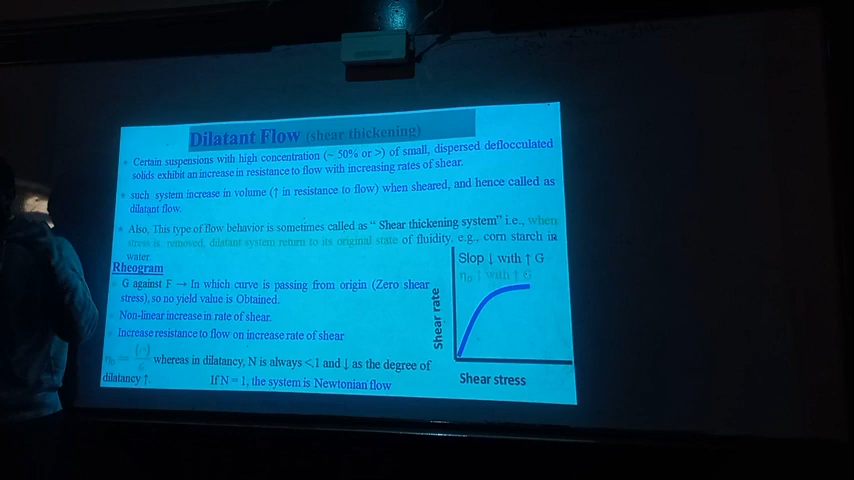 Dilatant Flow (shear thickening)
Certain suspensions with high concentration (~ 50% or >) of small, dispersed deflocculated
solids exhibit an increase in resistance to flow with increasing rates of shear.
such system increase in volume (↑ in resistance to flow) when sheared, and hence called as
dilatant flow.
Also, This type of flow behavior is sometimes called as “ Shear thickening system” i.e., when
stress is removed, dilatant system return to its original state of fluidity, e.g., corn starch in
water.
Rheogram
G against F → In which curve is passing from origin (Zero shear
stress), so no yield value is Obtained.
Non-linear increase in rate of shear.
Increase resistance to flow on increase rate of shear
whereas in dilatancy, N is always <1 and ↓ as the degree of
dilatancy ↑.
If N = 1, the system is Newtonian flow
Slop ↓ with ↑ G
ηD ↑ with ↑ G
Shear rate
Shear stress